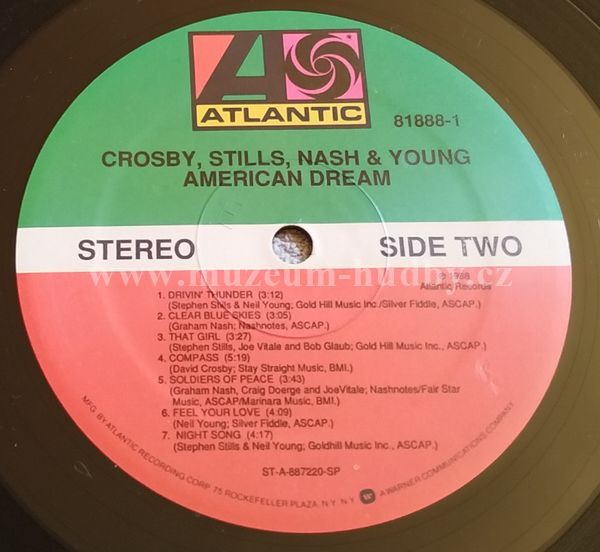 ATLANTIC
81888-1
CROSBY, STILLS, NASH & YOUNG
AMERICAN DREAM
STEREO
SIDE TWO
℗ 1988
Atlantic Records
www.muzeum-hudby.cz
1. DRIVIN' THUNDER (3:12)
(Stephen Stills & Neil Young; Gold Hill Music Inc./Silver Fiddle, ASCAP.)
2. CLEAR BLUE SKIES (3:05)
(Graham Nash; Nashnotes, ASCAP.)
3. THAT GIRL (3:27)
(Stephen Stills, Joe Vitale and Bob Glaub; Gold Hill Music Inc., ASCAP.)
4. COMPASS (5:19)
(David Crosby; Stay Straight Music, BMI.)
5. SOLDIERS OF PEACE (3:43)
(Graham Nash, Craig Doerge and JoeVitale; Nashnotes/Fair Star
Music, ASCAP/Marinara Music, BMI.)
6. FEEL YOUR LOVE (4:09)
(Neil Young; Silver Fiddle, ASCAP.)
7. NIGHT SONG (4:17)
(Stephen Stills & Neil Young; Goldhill Music Inc., ASCAP.)
ST-A-887220-SP
MFG. BY ATLANTIC RECORDING CORP. 75 ROCKEFELLER PLAZA, N.Y. N.Y. A WARNER COMMUNICATIONS COMPANY